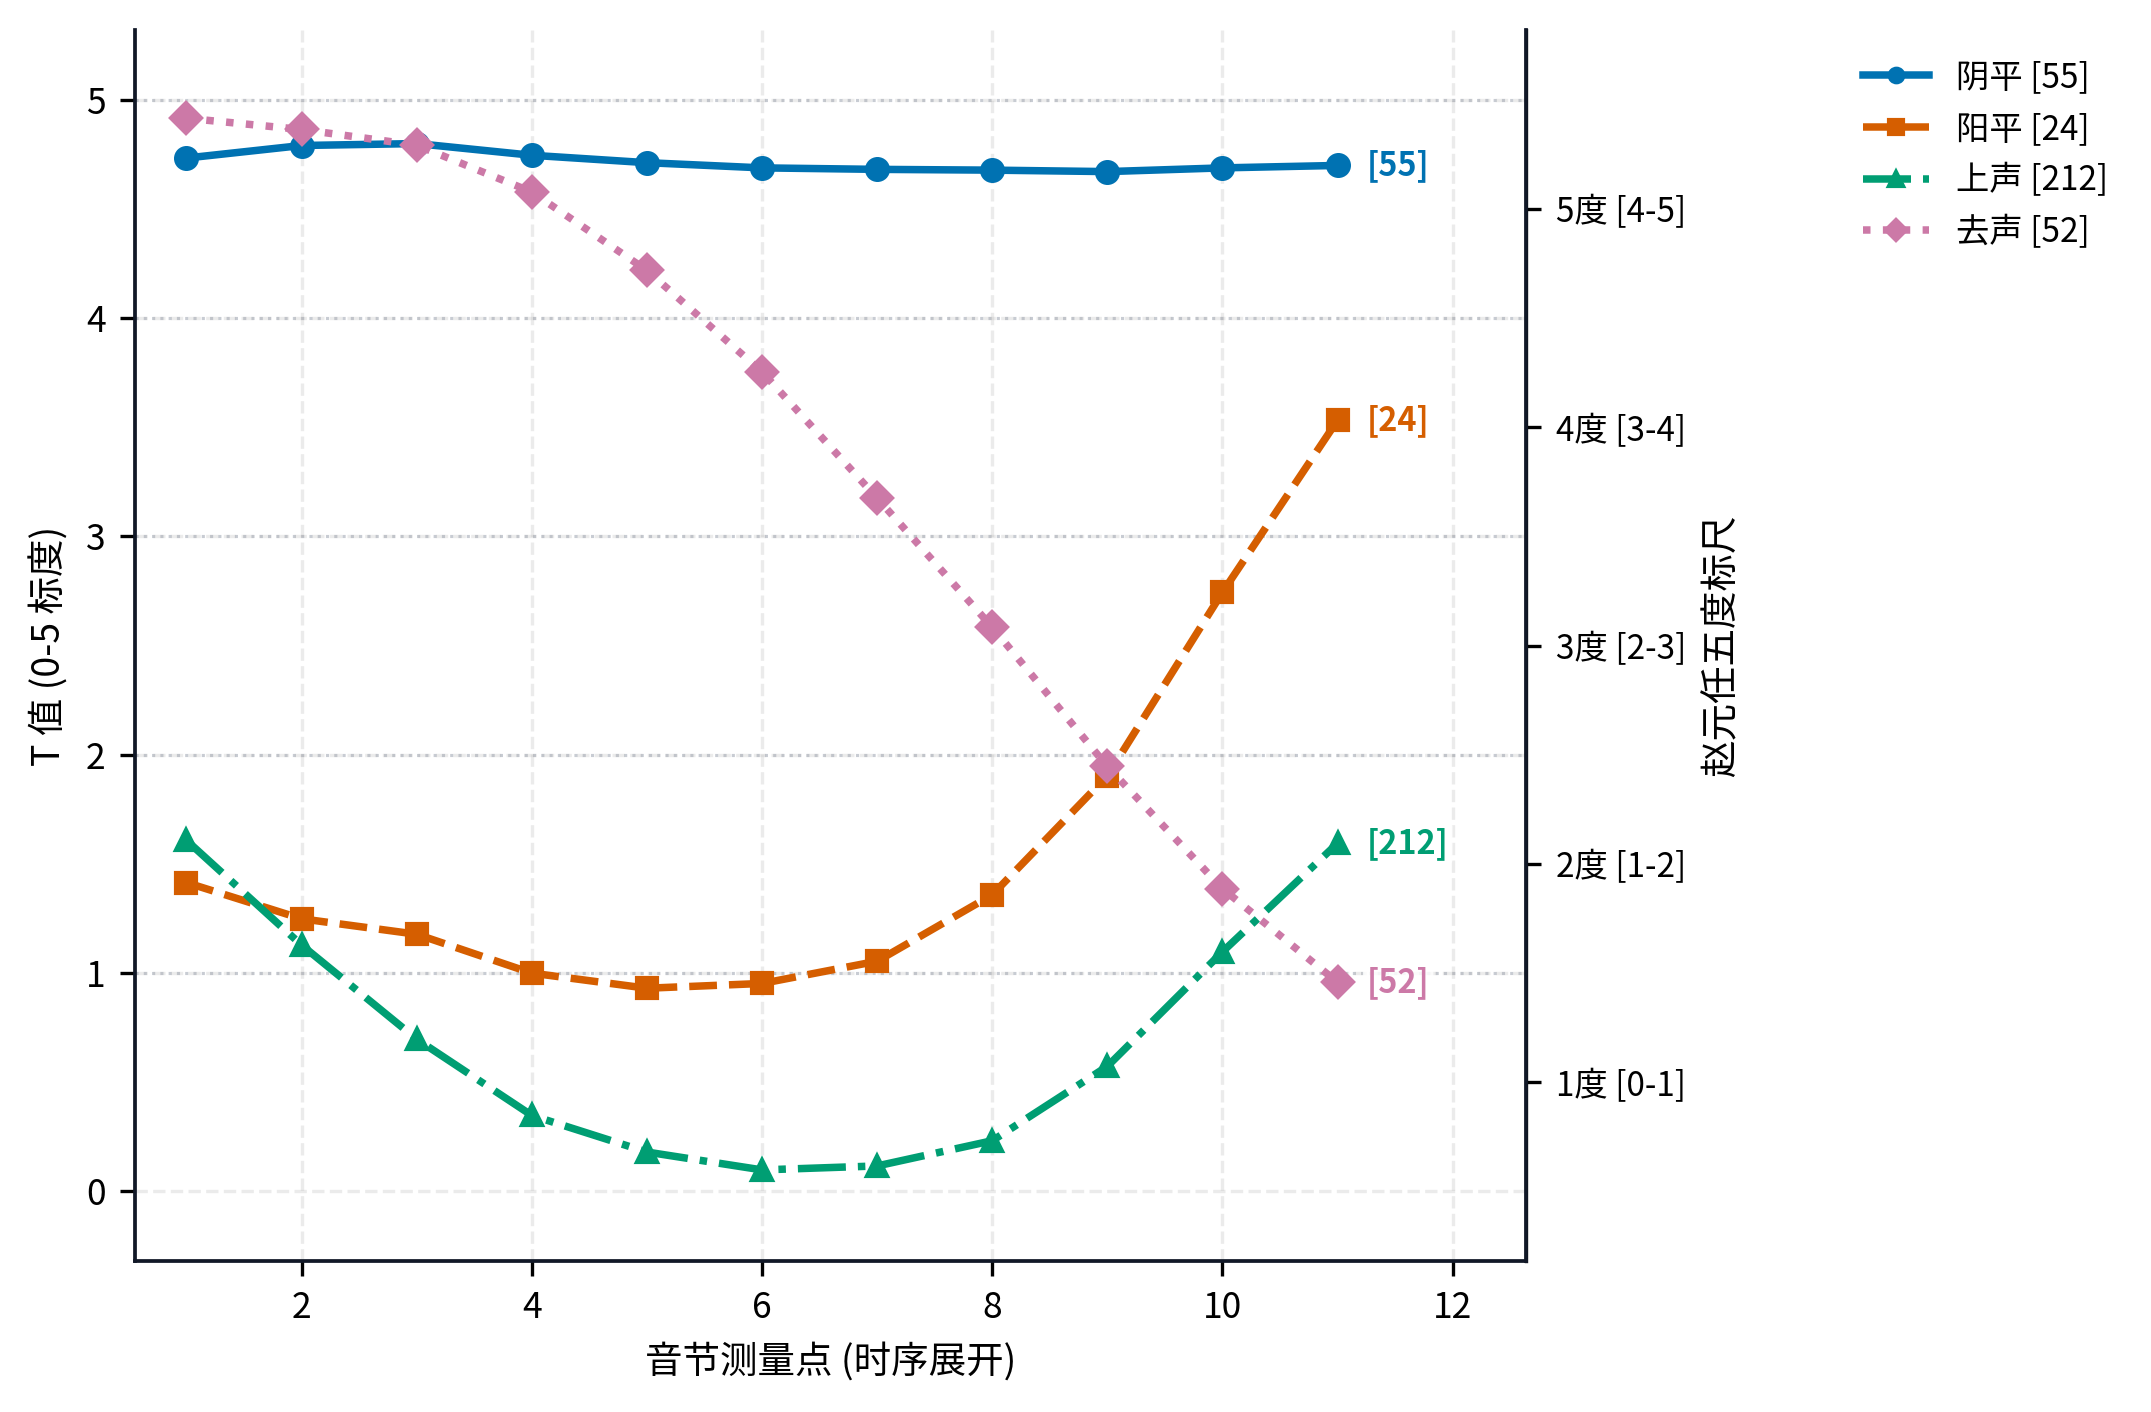 阴平 [55]
阳平 [24]
上声 [212]
去声 [52]
T 值 (0-5 标度)
5
4
3
2
1
0
[55]
[24]
[212]
[52]
5度 [4-5]
4度 [3-4]
3度 [2-3]
2度 [1-2]
1度 [0-1]
赵元任五度标尺
2
4
6
8
10
12
音节测量点 (时序展开)